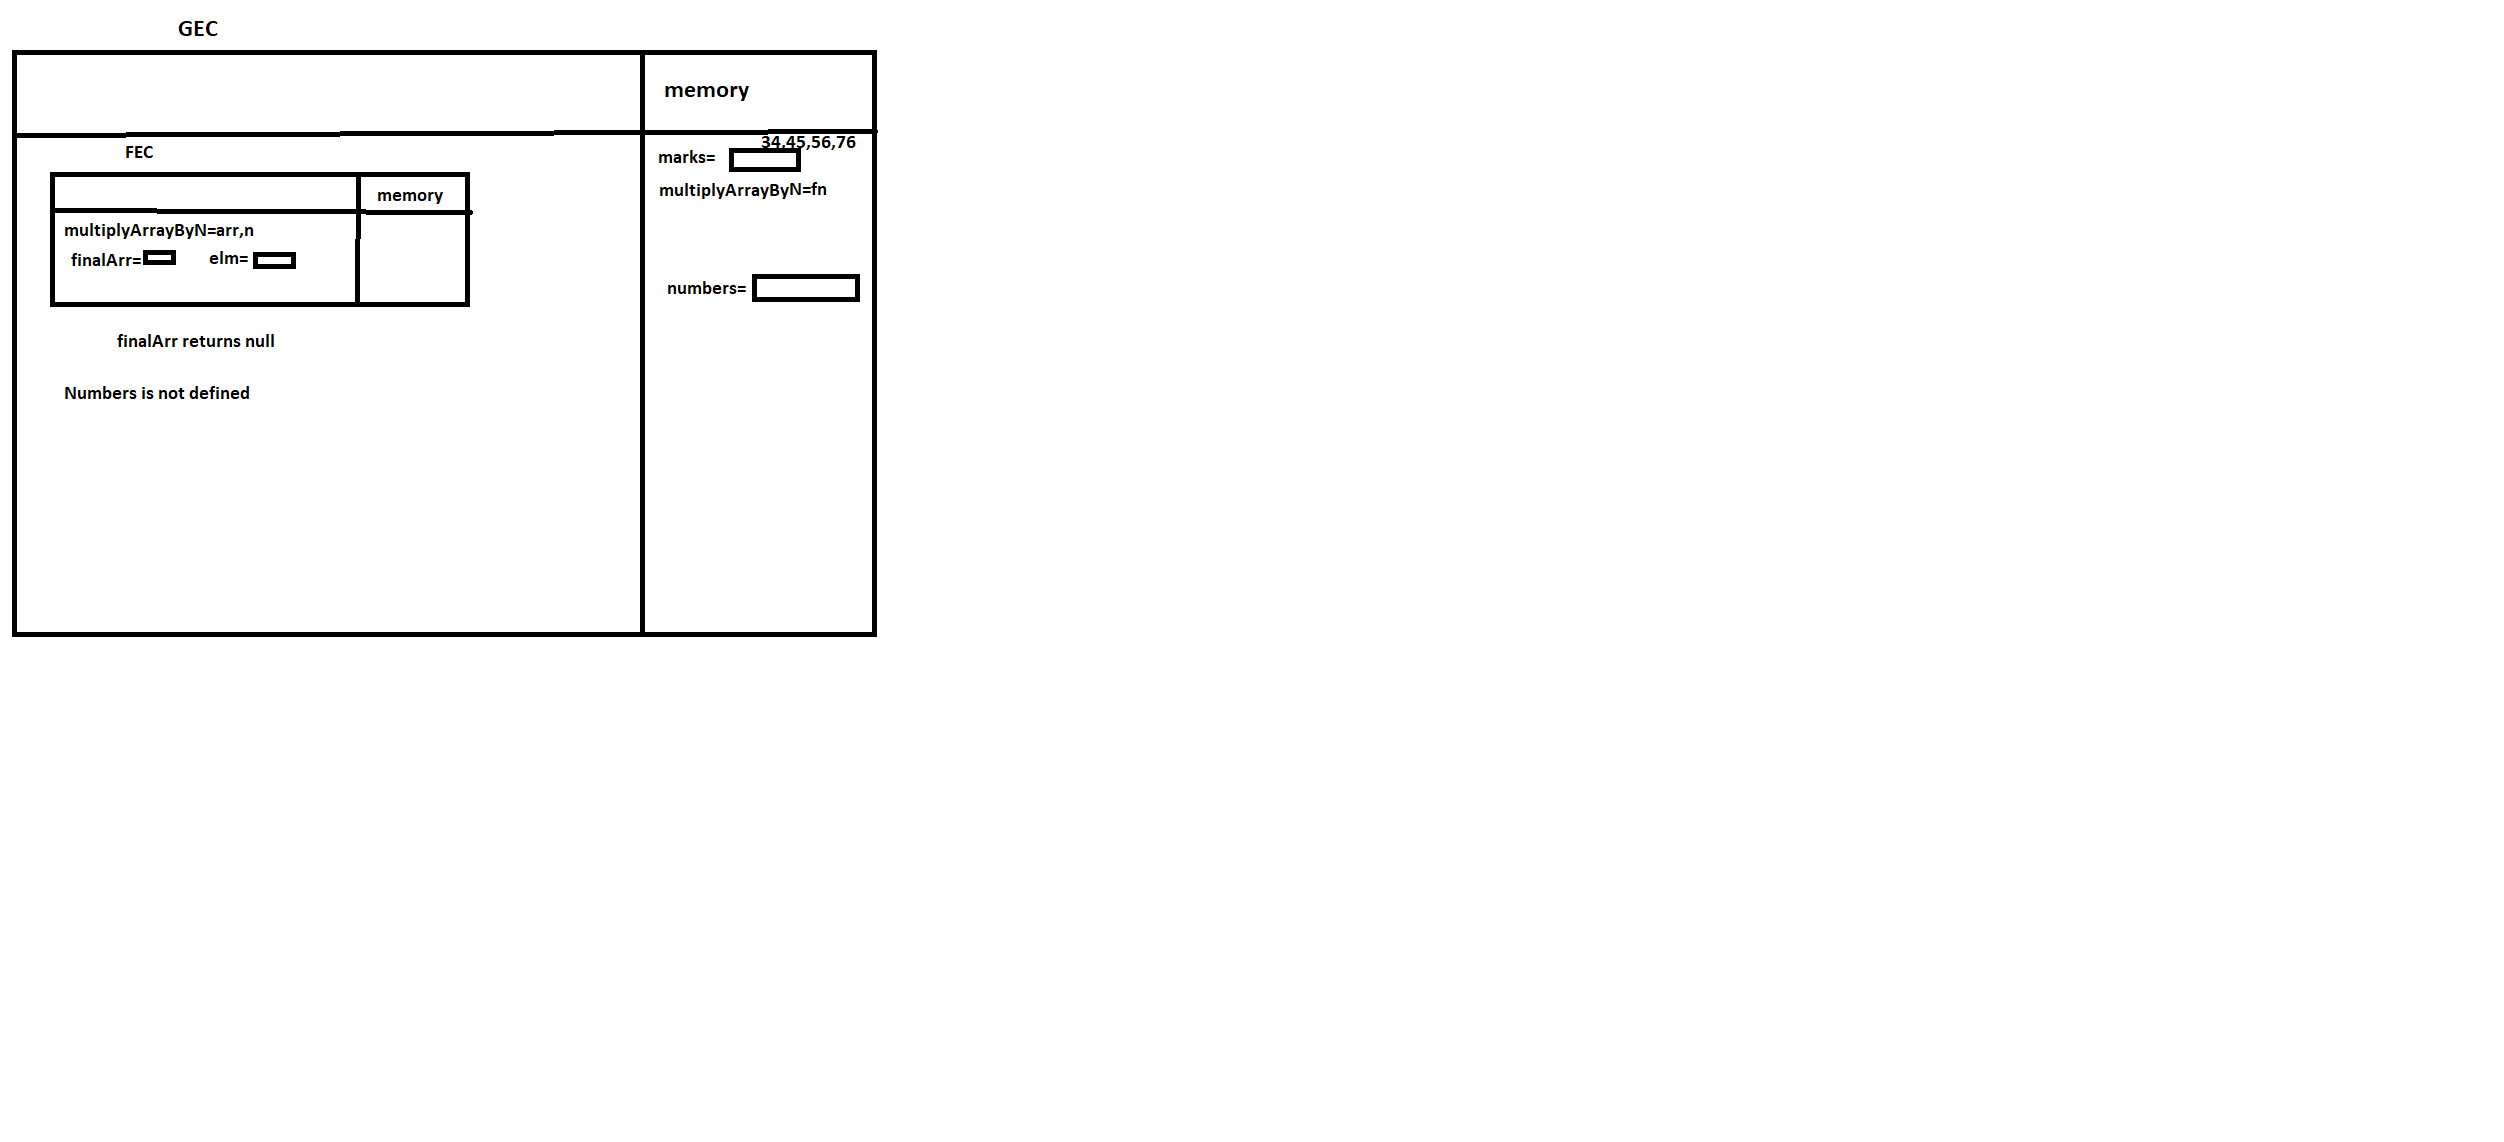 GEC
memory
34,45,56,76
FEC
marks=
memory
multiplyArrayByN=fn
multiplyArrayByN=arr,n
finalArr= elm=
numbers=
finalArr returns null
Numbers is not defined